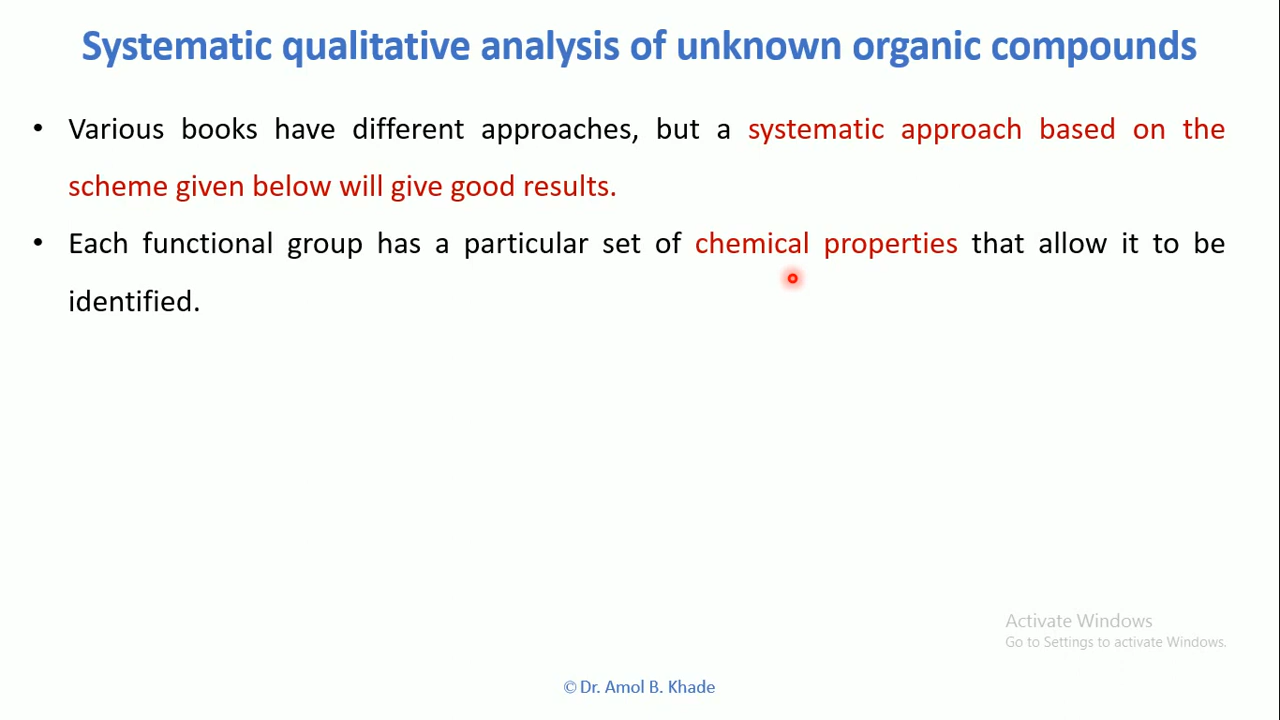 Systematic qualitative analysis of unknown organic compounds
• Various books have different approaches, but a systematic approach based on the
scheme given below will give good results.
• Each functional group has a particular set of chemical properties that allow it to be
identified.
Activate Windows
Go to Settings to activate Windows.
© Dr. Amol B. Khade